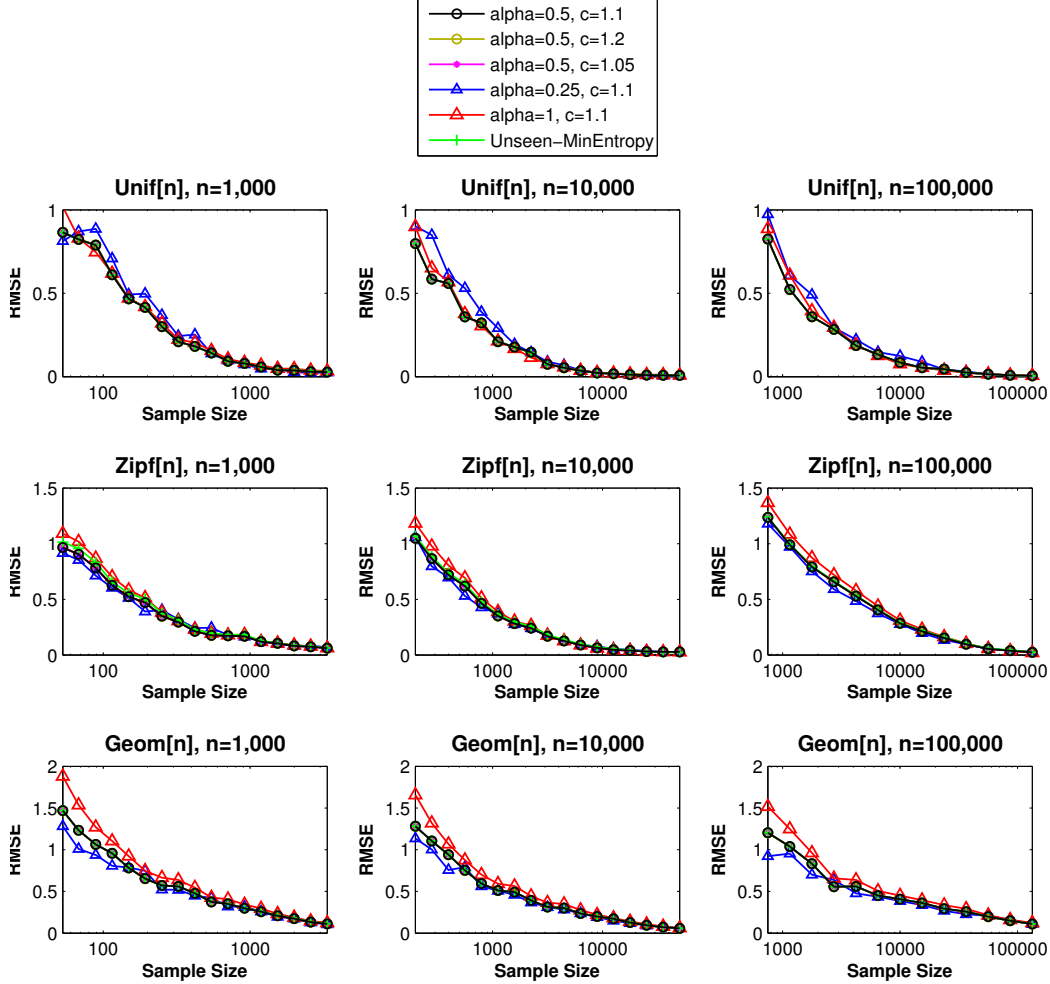 alpha=0.5, c=1.1
alpha=0.5, c=1.2
alpha=0.5, c=1.05
alpha=0.25, c=1.1
alpha=1, c=1.1
Unseen−MinEntropy
Unif[n], n=1,000
Unif[n], n=10,000
Unif[n], n=100,000
1
0.5
0
RMSE
100
1000
Sample Size
1
0.5
0
RMSE
1000
10000
Sample Size
1
0.5
0
RMSE
1000
10000
100000
Sample Size
Zipf[n], n=1,000
Zipf[n], n=10,000
Zipf[n], n=100,000
1.5
1
0.5
0
RMSE
100
1000
Sample Size
1.5
1
0.5
0
RMSE
1000
10000
Sample Size
1.5
1
0.5
0
RMSE
1000
10000
100000
Sample Size
Geom[n], n=1,000
Geom[n], n=10,000
Geom[n], n=100,000
2
1.5
1
0.5
0
RMSE
100
1000
Sample Size
2
1.5
1
0.5
0
RMSE
1000
10000
Sample Size
2
1.5
1
0.5
0
RMSE
1000
10000
100000
Sample Size